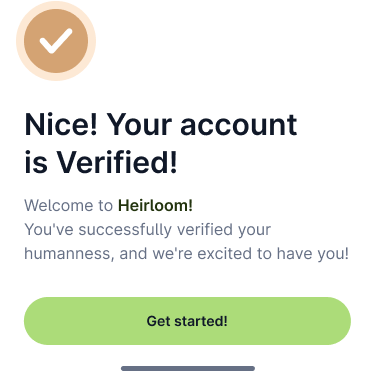 Nice! Your account
is Verified!
Welcome to Heirloom!
You've successfully verified your
humanness, and we're excited to have you!
Get started!